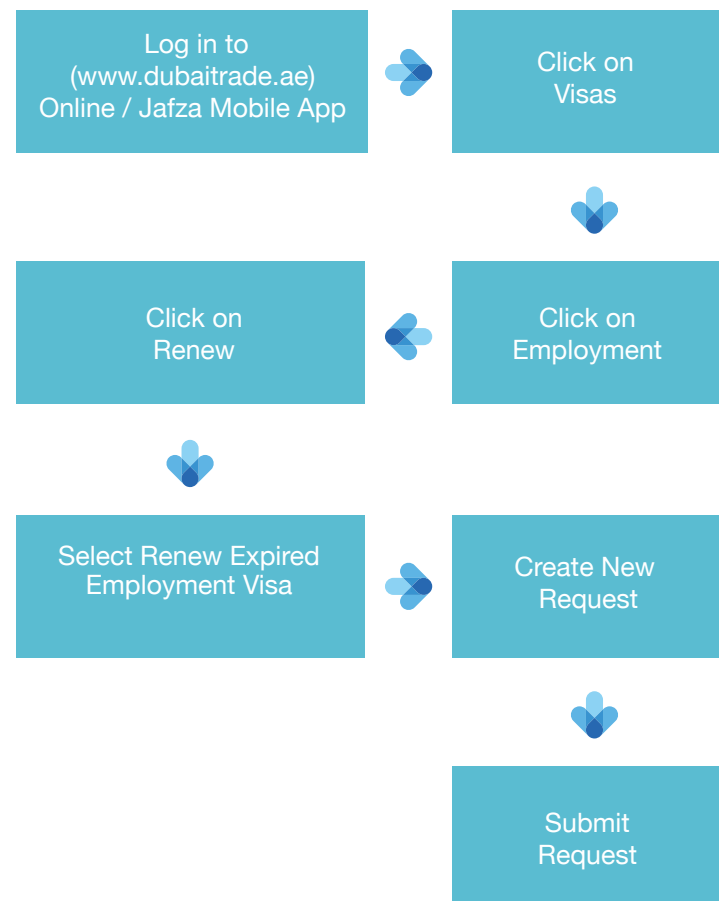 Log in to
(www.dubaitrade.ae)
Online / Jafza Mobile App
Click on
Visas
Click on
Employment
Click on
Renew
Select Renew Expired
Employment Visa
Create New
Request
Submit
Request